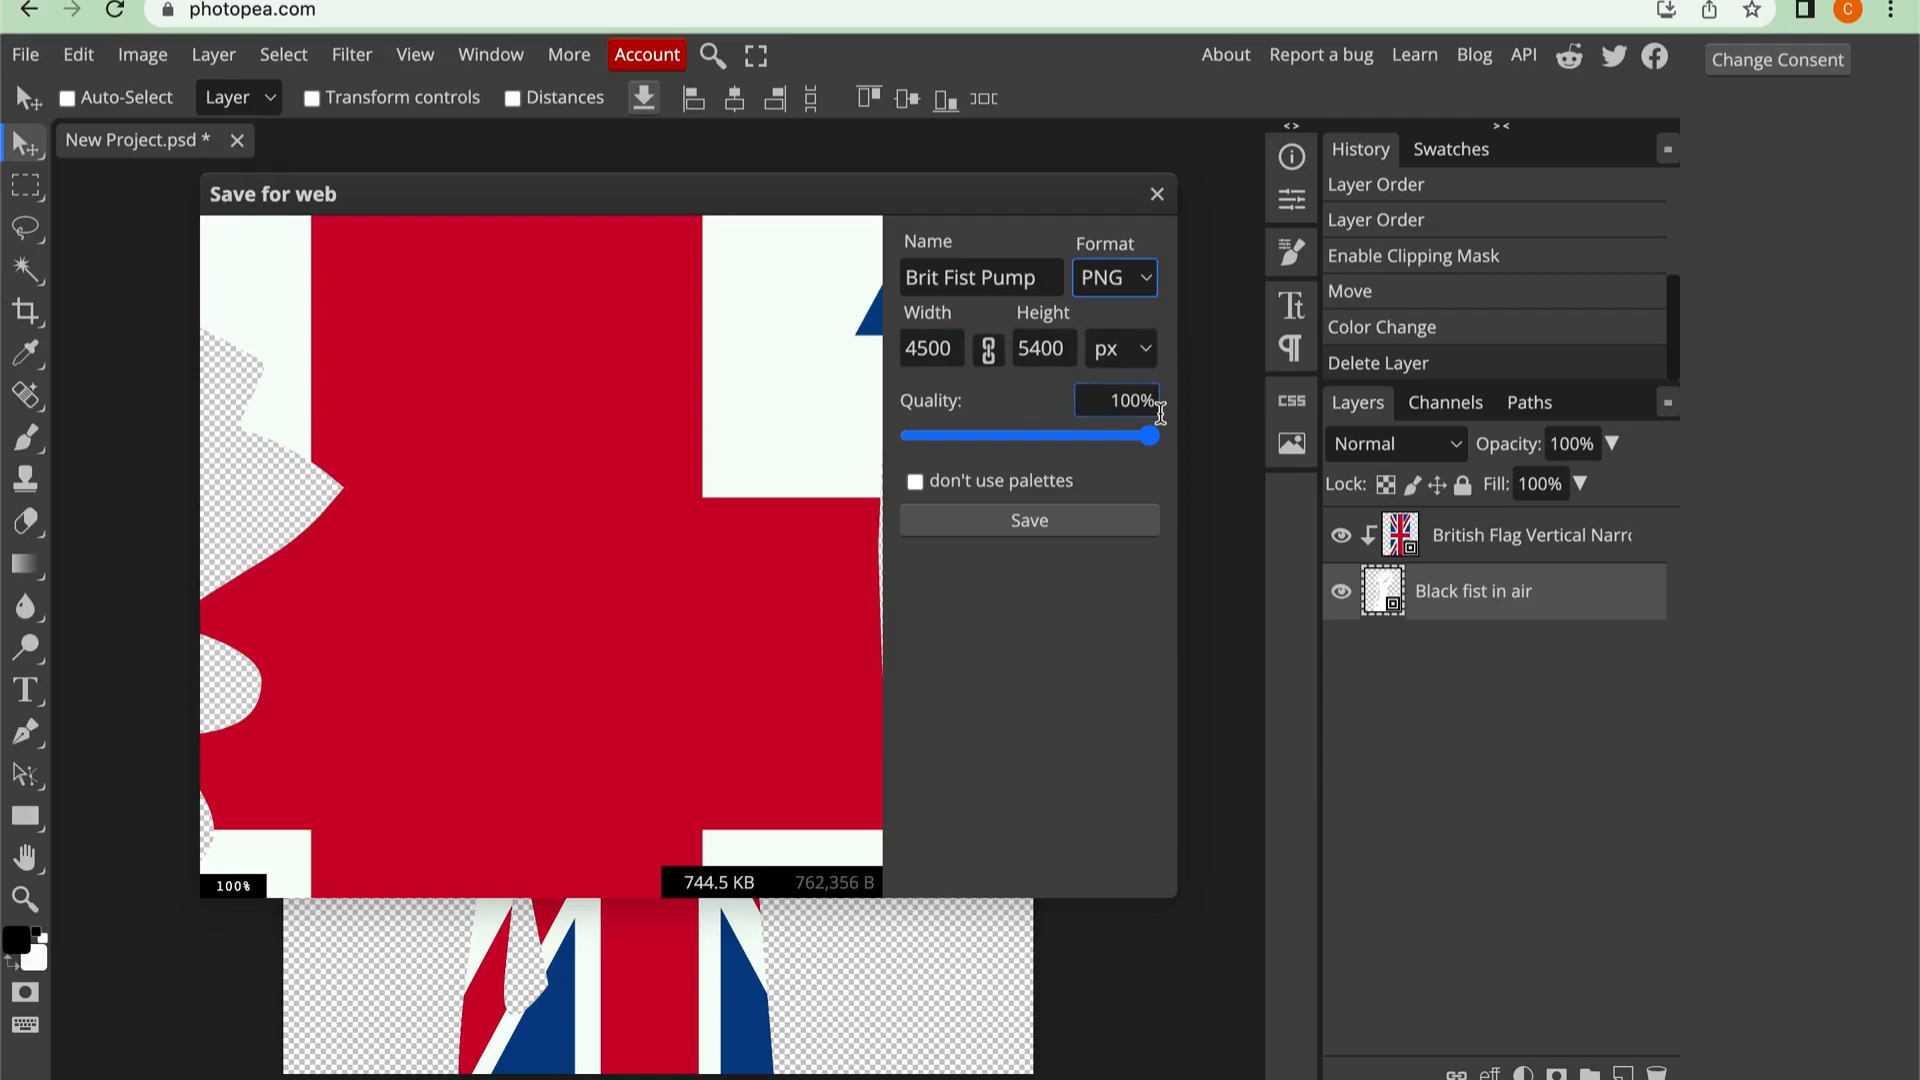 photopea.com
C
File Edit Image Layer Select Filter View Window More Account About Report a bug Learn Blog API Change Consent
Auto-Select Layer Transform controls Distances
New Project.psd *
Save for web
Name Format
Brit Fist Pump PNG
Width Height
4500 5400 px
Quality: 100%
don't use palettes
Save
100%
744.5 KB 762,356 B
History Swatches
Layer Order
Layer Order
Enable Clipping Mask
Move
Color Change
Delete Layer
CSS
Layers Channels Paths
Normal Opacity: 100%
Lock: Fill: 100%
British Flag Vertical Narr
Black fist in air
eff